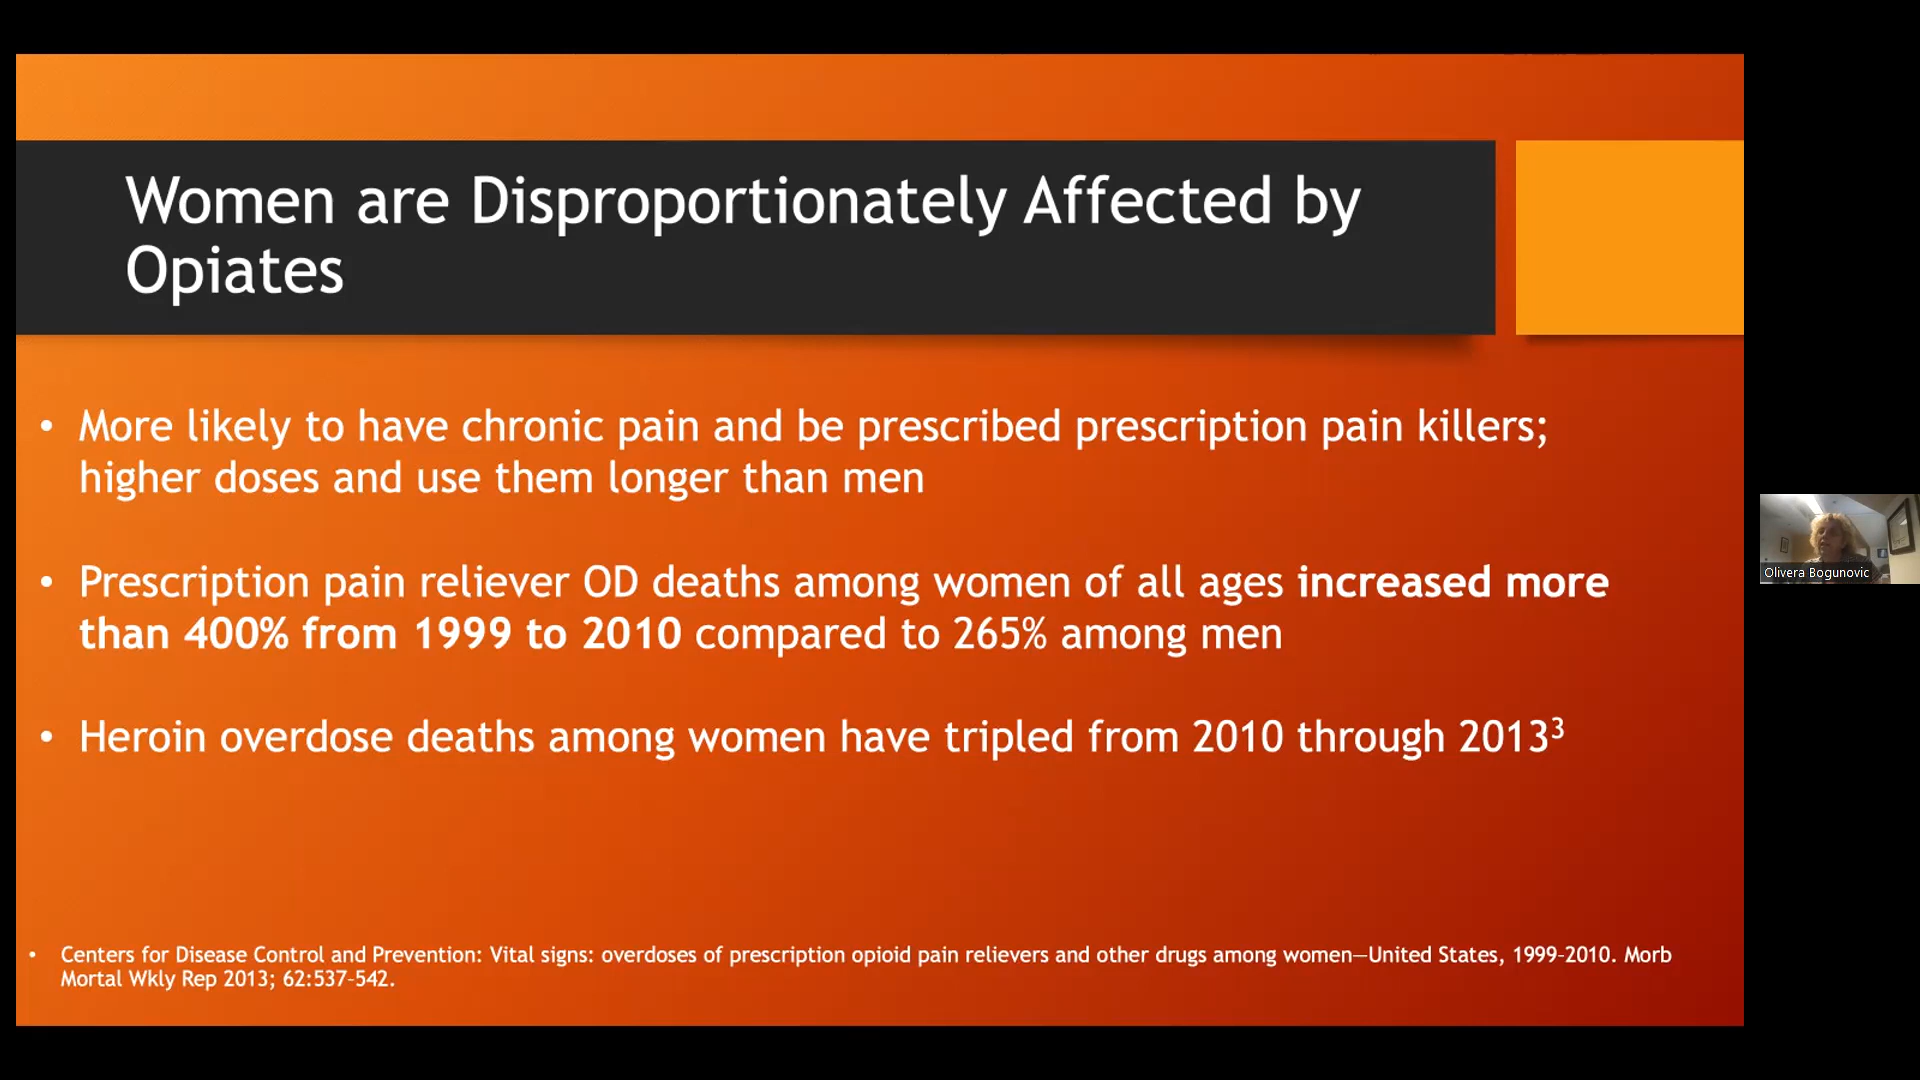 Women are Disproportionately Affected by
Opiates
• More likely to have chronic pain and be prescribed prescription pain killers;
higher doses and use them longer than men
• Prescription pain reliever OD deaths among women of all ages increased more
than 400% from 1999 to 2010 compared to 265% among men
• Heroin overdose deaths among women have tripled from 2010 through 2013³
Olivera Bogunovic
• Centers for Disease Control and Prevention: Vital signs: overdoses of prescription opioid pain relievers and other drugs among women—United States, 1999–2010. Morb
Mortal Wkly Rep 2013; 62:537–542.